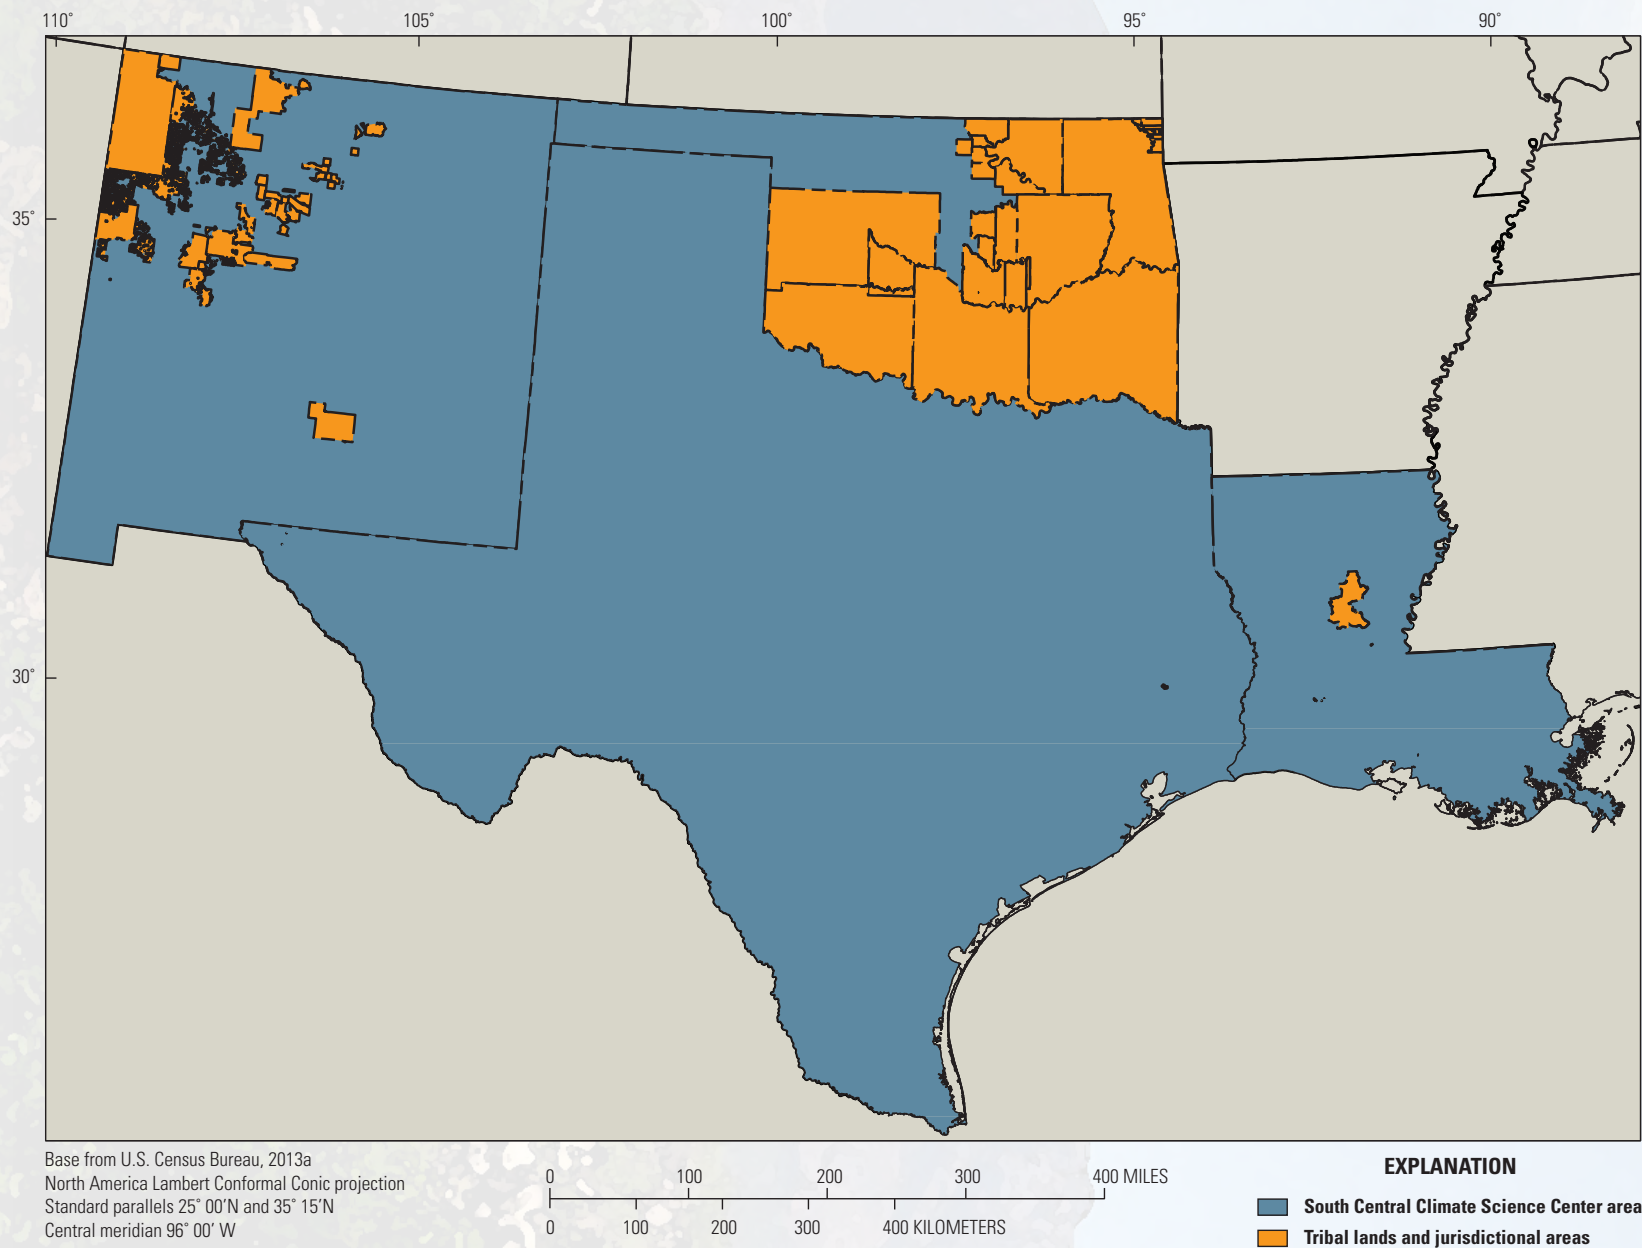 110˚ 105˚ 100˚ 95˚ 90˚
35˚
30˚
Base from U.S. Census Bureau, 2013a
North America Lambert Conformal Conic projection
Standard parallels 25˚ 00'N and 35˚ 15'N
Central meridian 96˚ 00' W
0 100 200 300 400 MILES
0 100 200 300 400 KILOMETERS
EXPLANATION
South Central Climate Science Center area
Tribal lands and jurisdictional areas